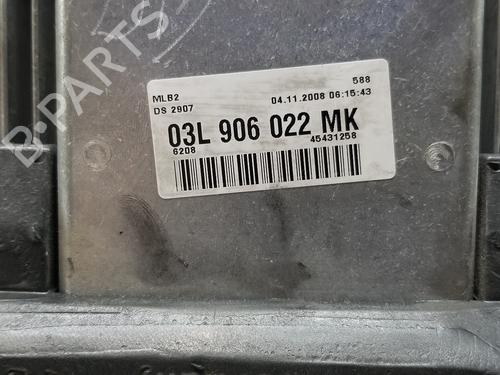 B-PARTS
MLB2 588
DS 2907 04.11.2008 06:15:43
03L 906 022 MK
6208 45431258